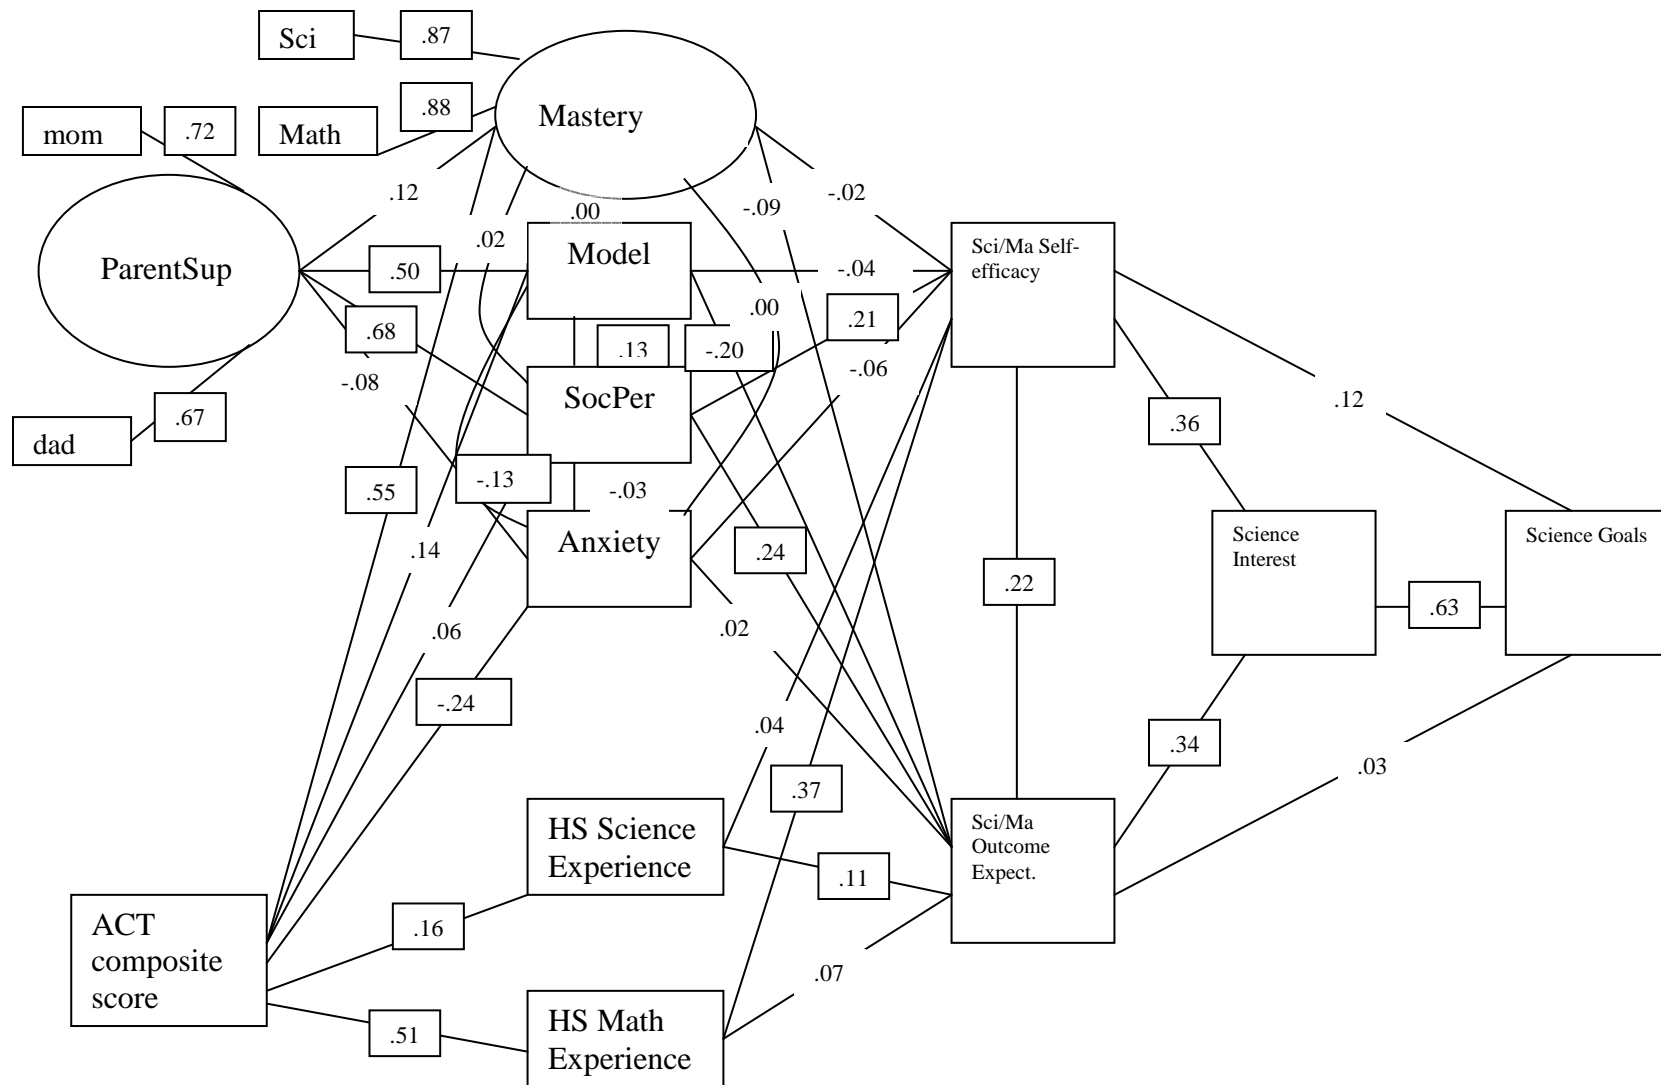 Sci
.87
.88
Mastery
mom
.72
Math
.12
-.02
-.09
.00
.02
Model
Sci/Ma Self-
efficacy
ParentSup
.50
-.04
.00
.21
.68
.13
-.20
-.06
-.08
SocPer
.12
.67
.36
dad
-.13
-.03
.55
Anxiety
Science
Interest
Science Goals
.14
.24
.22
.63
.06
.02
-.24
.04
.34
.03
.37
HS Science
Experience
Sci/Ma
Outcome
Expect.
.11
ACT
composite
score
.16
.07
.51
HS Math
Experience